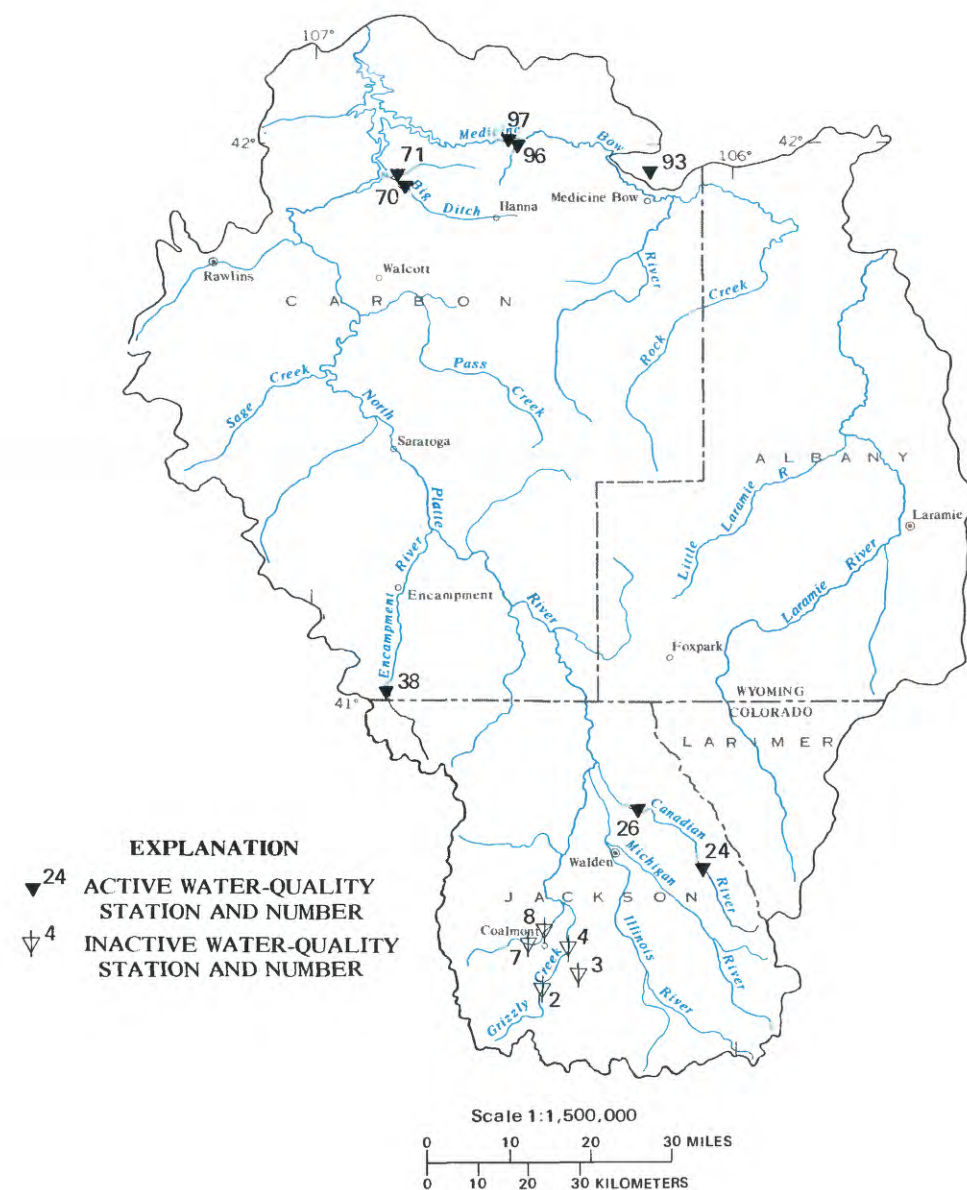 107°
42°
97
Medicine
Bow
96
93
42°
106°
71
70
Big
Ditch
Hanna
Medicine Bow
Rawlins
Walcott
River
Creek
C A R B O N
Rock
Pass
Creek
Sage
Creek
North
Saratoga
Platte
A L B A N Y
Little
Laramie
R
Laramie
River
Encampment
Encampment
River
Laramie
River
Foxpark
38
41°
WYOMING
COLORADO
L A R I M E R
26
Canadian
24
River
Walden
Michigan
River
J A C K S O N
Illinois
River
8
Coalmont
7
4
3
2
Grizzly
Creek
EXPLANATION
24 ACTIVE WATER-QUALITY
STATION AND NUMBER
4 INACTIVE WATER-QUALITY
STATION AND NUMBER
Scale 1:1,500,000
0 10 20 30 MILES
0 10 20 30 KILOMETERS